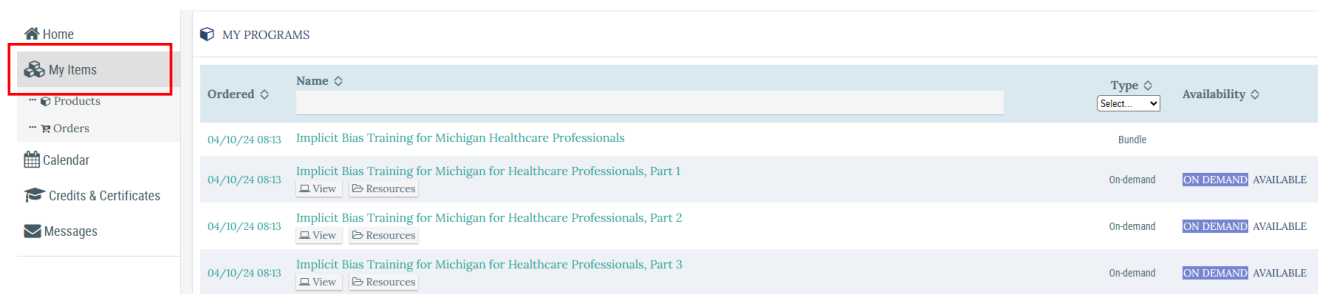 Home
My Items
Products
Orders
Calendar
Credits & Certificates
Messages
MY PROGRAMS
Ordered Name Type Availability
Select...
04/10/24 08:13 Implicit Bias Training for Michigan Healthcare Professionals Bundle
04/10/24 08:13 Implicit Bias Training for Michigan for Healthcare Professionals, Part 1 On-demand ON DEMAND AVAILABLE
View Resources
04/10/24 08:13 Implicit Bias Training for Michigan for Healthcare Professionals, Part 2 On-demand ON DEMAND AVAILABLE
View Resources
04/10/24 08:13 Implicit Bias Training for Michigan for Healthcare Professionals, Part 3 On-demand ON DEMAND AVAILABLE
View Resources